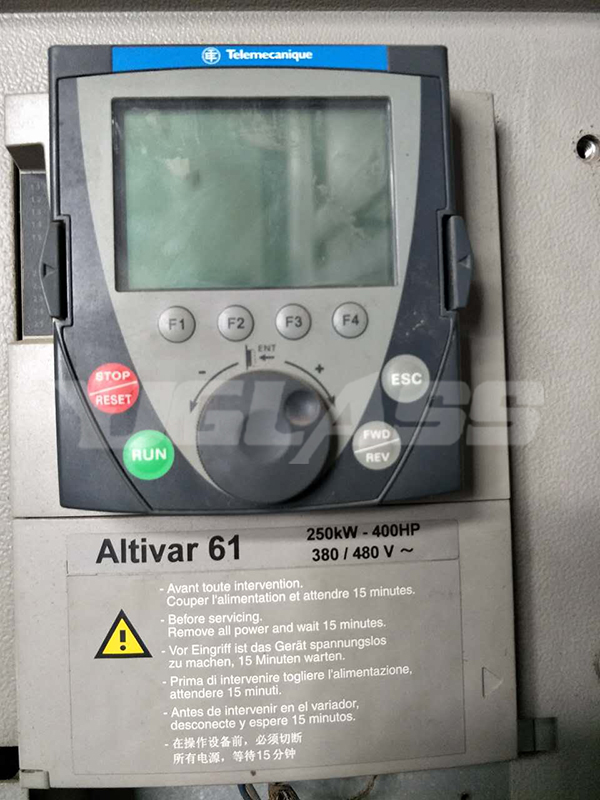 Telemecanique
F1 F2 F3 F4
ENT
- +
STOP
RESET
ESC
RUN
FWD
REV
UGLASS
Altivar 61
250kW - 400HP
380 / 480 V ~
- Avant toute intervention.
Couper l'alimentation et attendre 15 minutes.
- Before servicing.
Remove all power and wait 15 minutes.
- Vor Eingriff ist das Gerät spannungslos
zu machen, 15 Minuten warten.
- Prima di intervenire togliere l'alimentazione,
attendere 15 minuti.
- Antes de intervenir en el variador,
desconecte y espere 15 minutos.
- 在操作设备前，必须切断
所有电源，等待15分钟